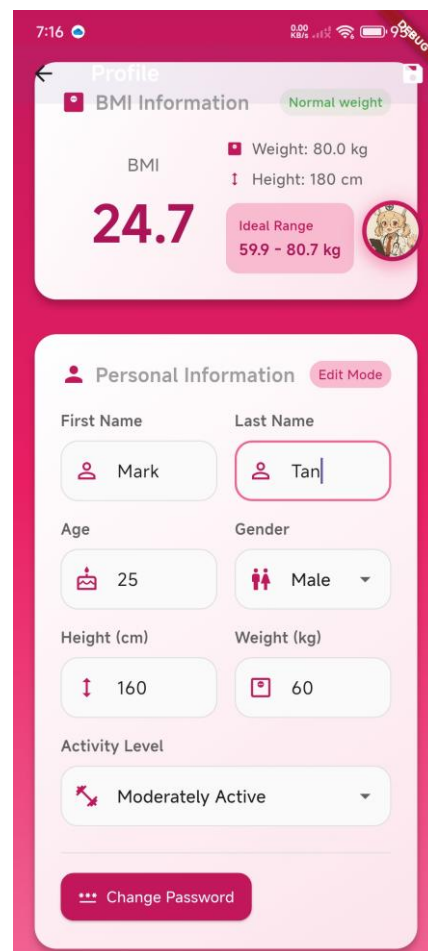 7:16
0.00
KB/s
DEBUG
Profile
BMI Information
Normal weight
BMI
24.7
Weight: 80.0 kg
Height: 180 cm
Ideal Range
59.9 - 80.7 kg
Personal Information
Edit Mode
First Name
Last Name
Mark
Tan
Age
Gender
25
Male
Height (cm)
Weight (kg)
160
60
Activity Level
Moderately Active
Change Password